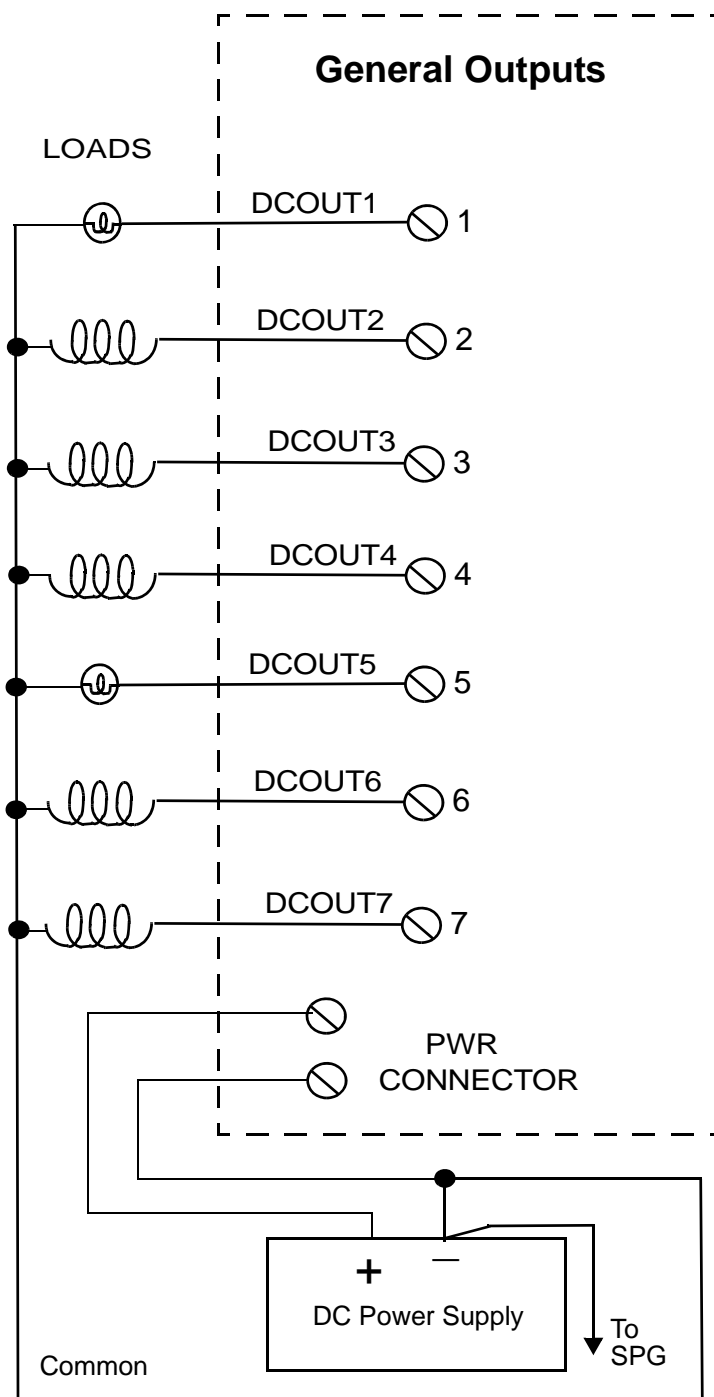 General Outputs
LOADS
DCOUT1
1
DCOUT2
2
DCOUT3
3
DCOUT4
4
DCOUT5
5
DCOUT6
6
DCOUT7
7
PWR
CONNECTOR
+
–
DC Power Supply
To
SPG
Common